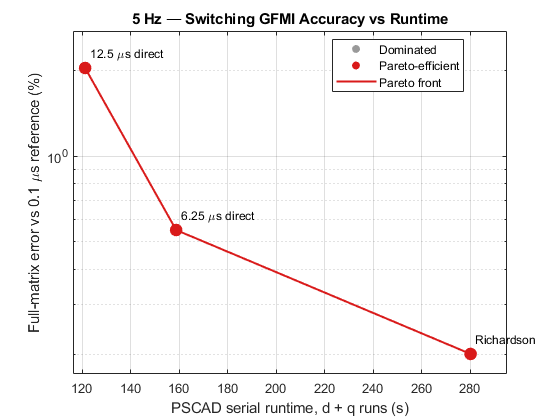 5 Hz — Switching GFMI Accuracy vs Runtime
12.5 μs direct
Dominated
Pareto-efficient
Pareto front
Full-matrix error vs 0.1 μs reference (%)
10⁰
6.25 μs direct
Richardson
120 140 160 180 200 220 240 260 280
PSCAD serial runtime, d + q runs (s)